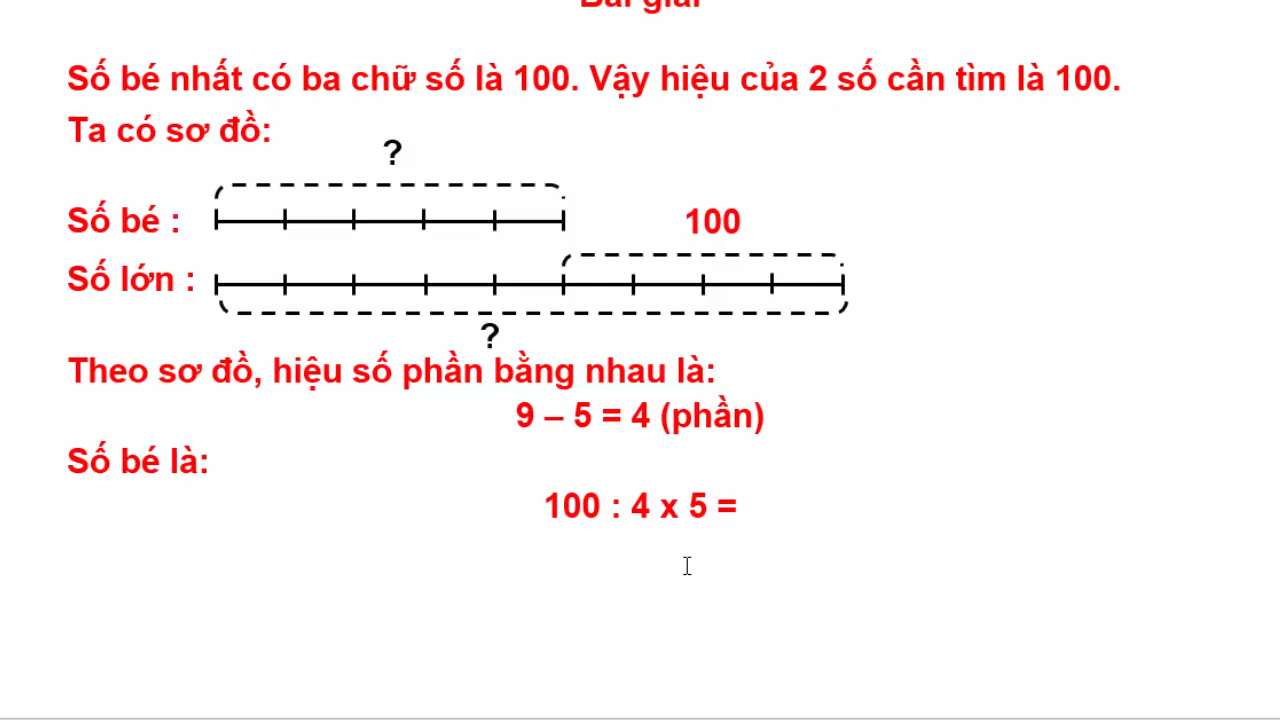 Bài giải
Số bé nhất có ba chữ số là 100. Vậy hiệu của 2 số cần tìm là 100.
Ta có sơ đồ:
?
Số bé :
100
Số lớn :
?
Theo sơ đồ, hiệu số phần bằng nhau là:
9 – 5 = 4 (phần)
Số bé là:
100 : 4 x 5 =